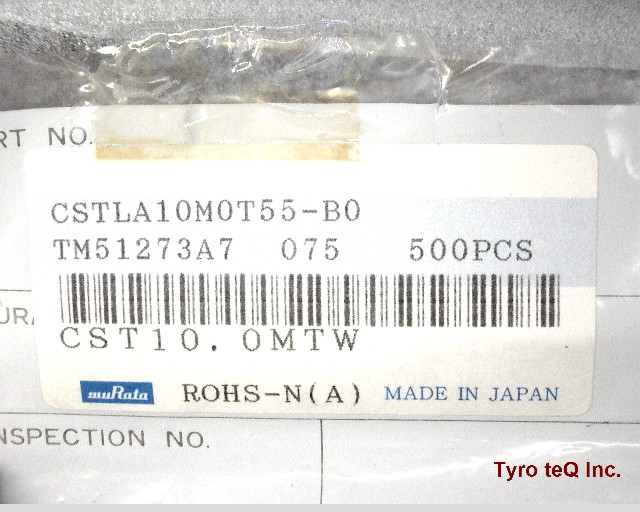 RT NO.
CSTLA10M0T55-B0
TM51273A7 075 500PCS
CST10.0MTW
muRata ROHS-N(A) MADE IN JAPAN
NSPECTION NO.
Tyro teQ Inc.